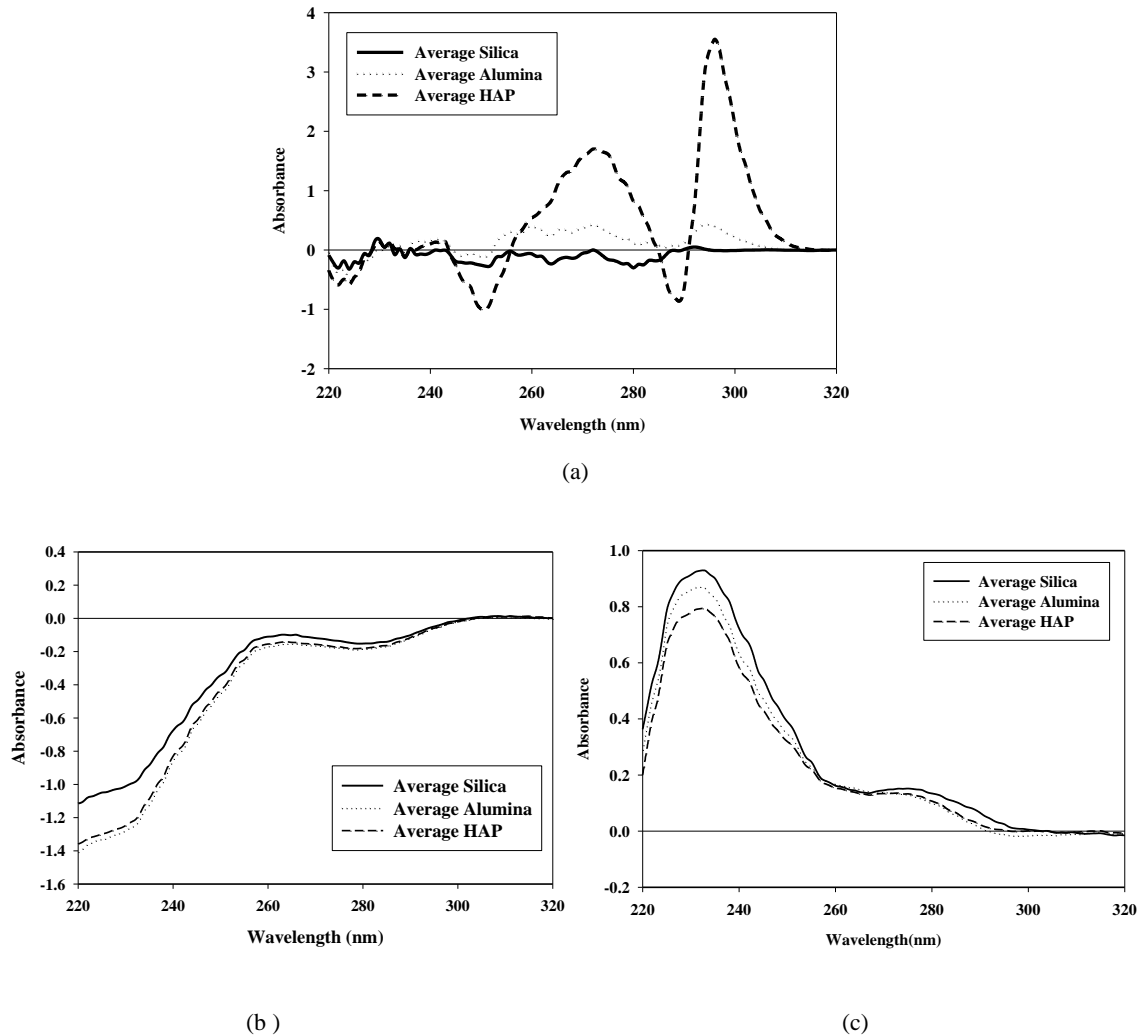 4
3
2
1
0
-1
-2
Absorbance
Average Silica
Average Alumina
Average HAP
220 240 260 280 300 320
Wavelength (nm)
(a)
0.4
0.2
0.0
-0.2
-0.4
-0.6
-0.8
-1.0
-1.2
-1.4
-1.6
Absorbance
Average Silica
Average Alumina
Average HAP
220 240 260 280 300 320
Wavelength (nm)
(b )
1.0
0.8
0.6
0.4
0.2
0.0
-0.2
Absorbance
Average Silica
Average Alumina
Average HAP
220 240 260 280 300 320
Wavelength(nm)
(c)